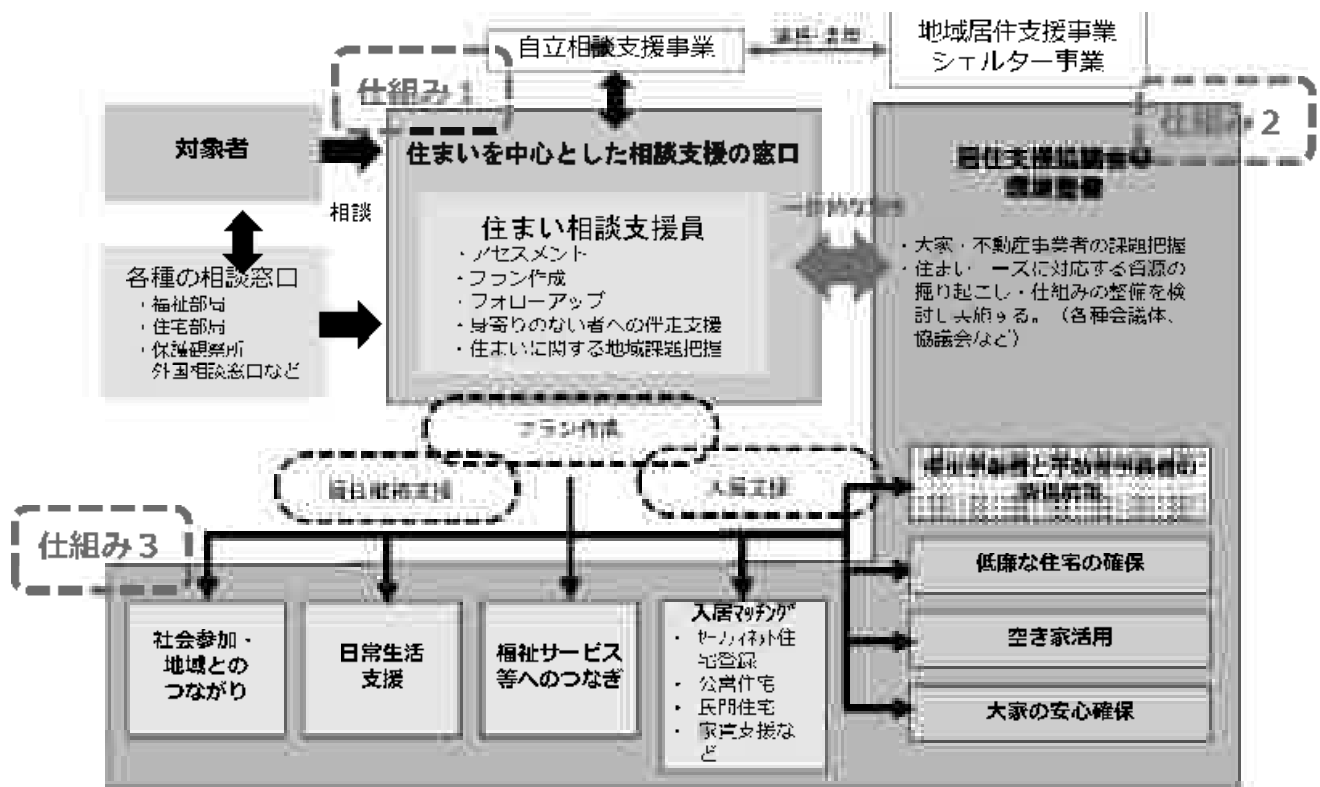 自立相談支援事業
地域居住支援事業
シェルター事業
仕組み1
仕組み2
対象者
相談
住まいを中心とした相談支援の窓口
住まい相談支援員
・アセスメント
・プラン作成
・フォローアップ
・身寄りのない者への伴走支援
・住まいに関する地域課題把握
各種の相談窓口
・福祉部局
・住宅部局
・保護観察所
外国相談窓口など
・大家・不動産事業者の課題把握
・住まい ーズに対応する資源の
掘り起こし・仕組みの整備を検
討し実施する。（各種会議体、
協議会など）
プラン作成
居住継続支援
入居支援
仕組み3
低廉な住宅の確保
空き家活用
大家の安心確保
社会参加・
地域との
つながり
日常生活
支援
福祉サービス
等へのつなぎ
入居マッチング
・ セーフティネット住
宅登録
・ 公営住宅
・ 民間住宅
・ 家賃支援な
ど